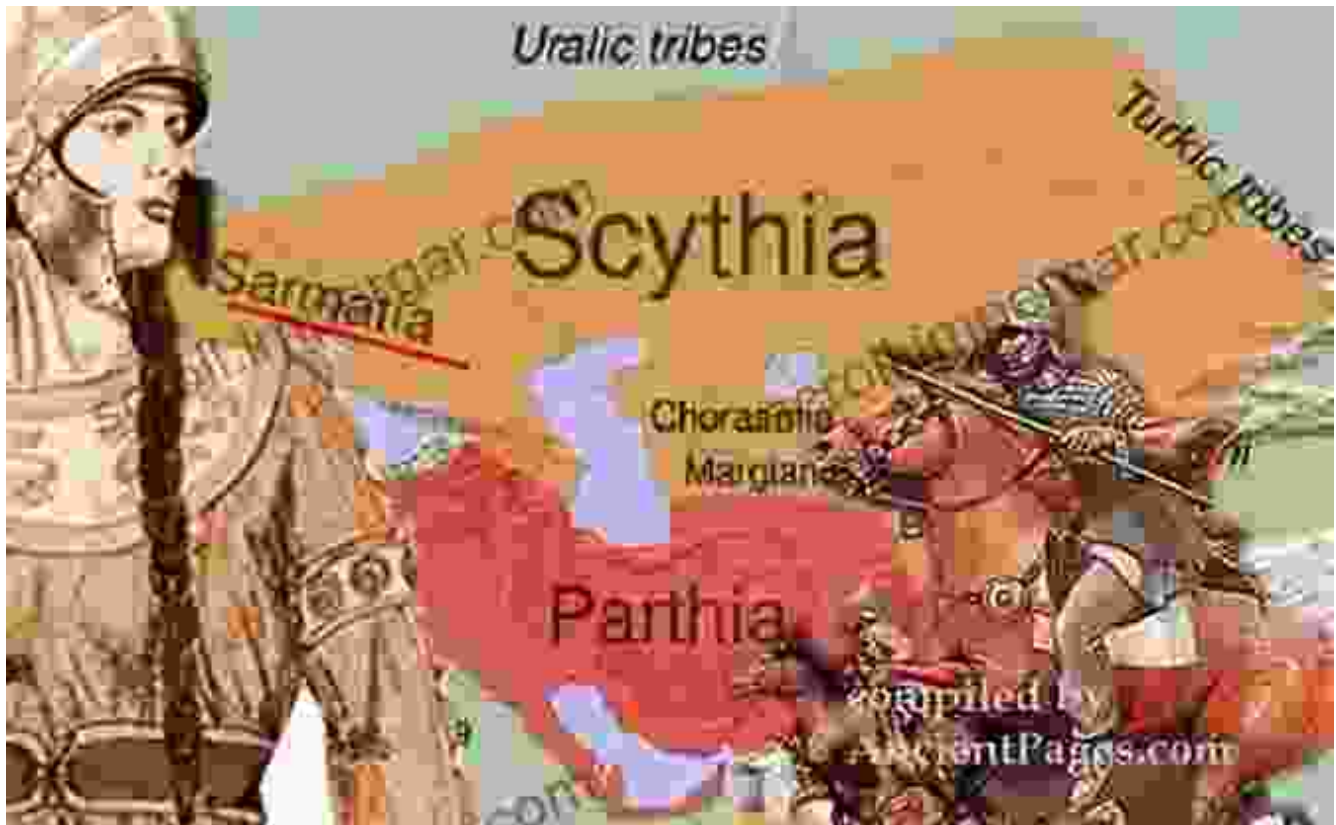 Uralic tribes
Turkic tribes
Scythia
Sarmatia
Chorasmia
Margiana
Parthia
©
compiled by
AncientPages.com